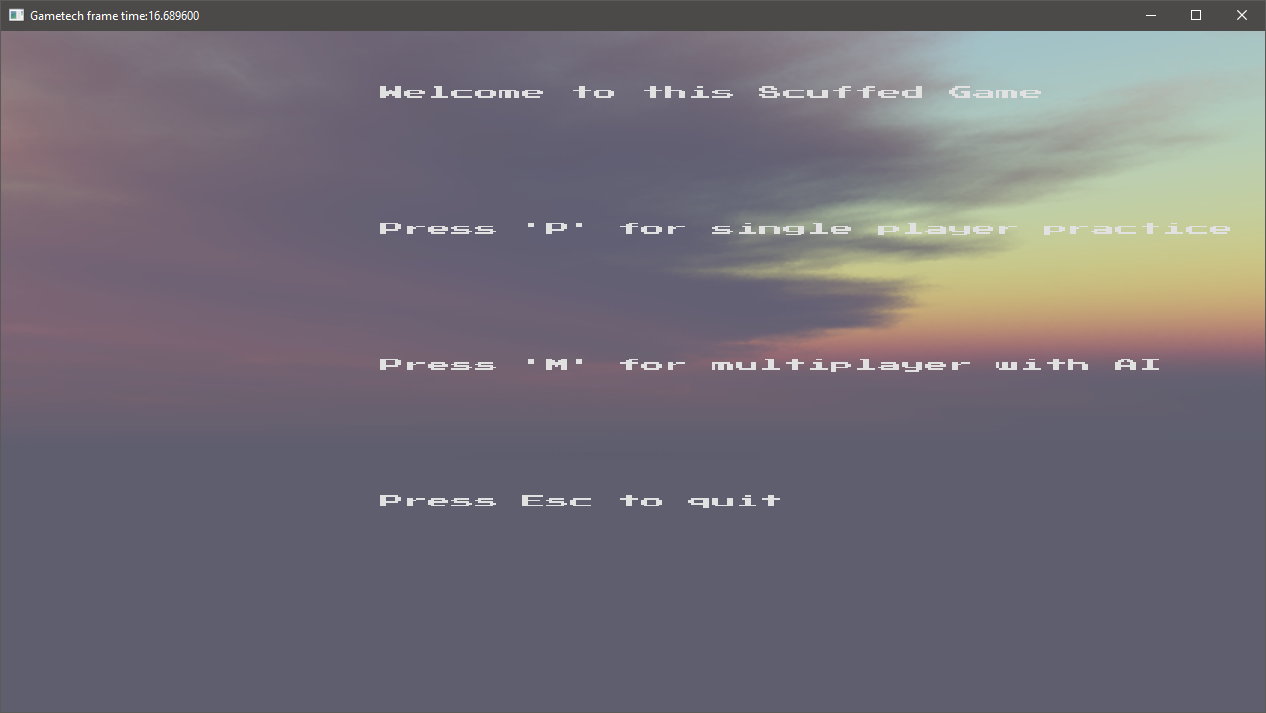 Gametech frame time:16.689600
Welcome to this Scuffed Game
Press 'P' for single player practice
Press 'M' for multiplayer with AI
Press Esc to quit